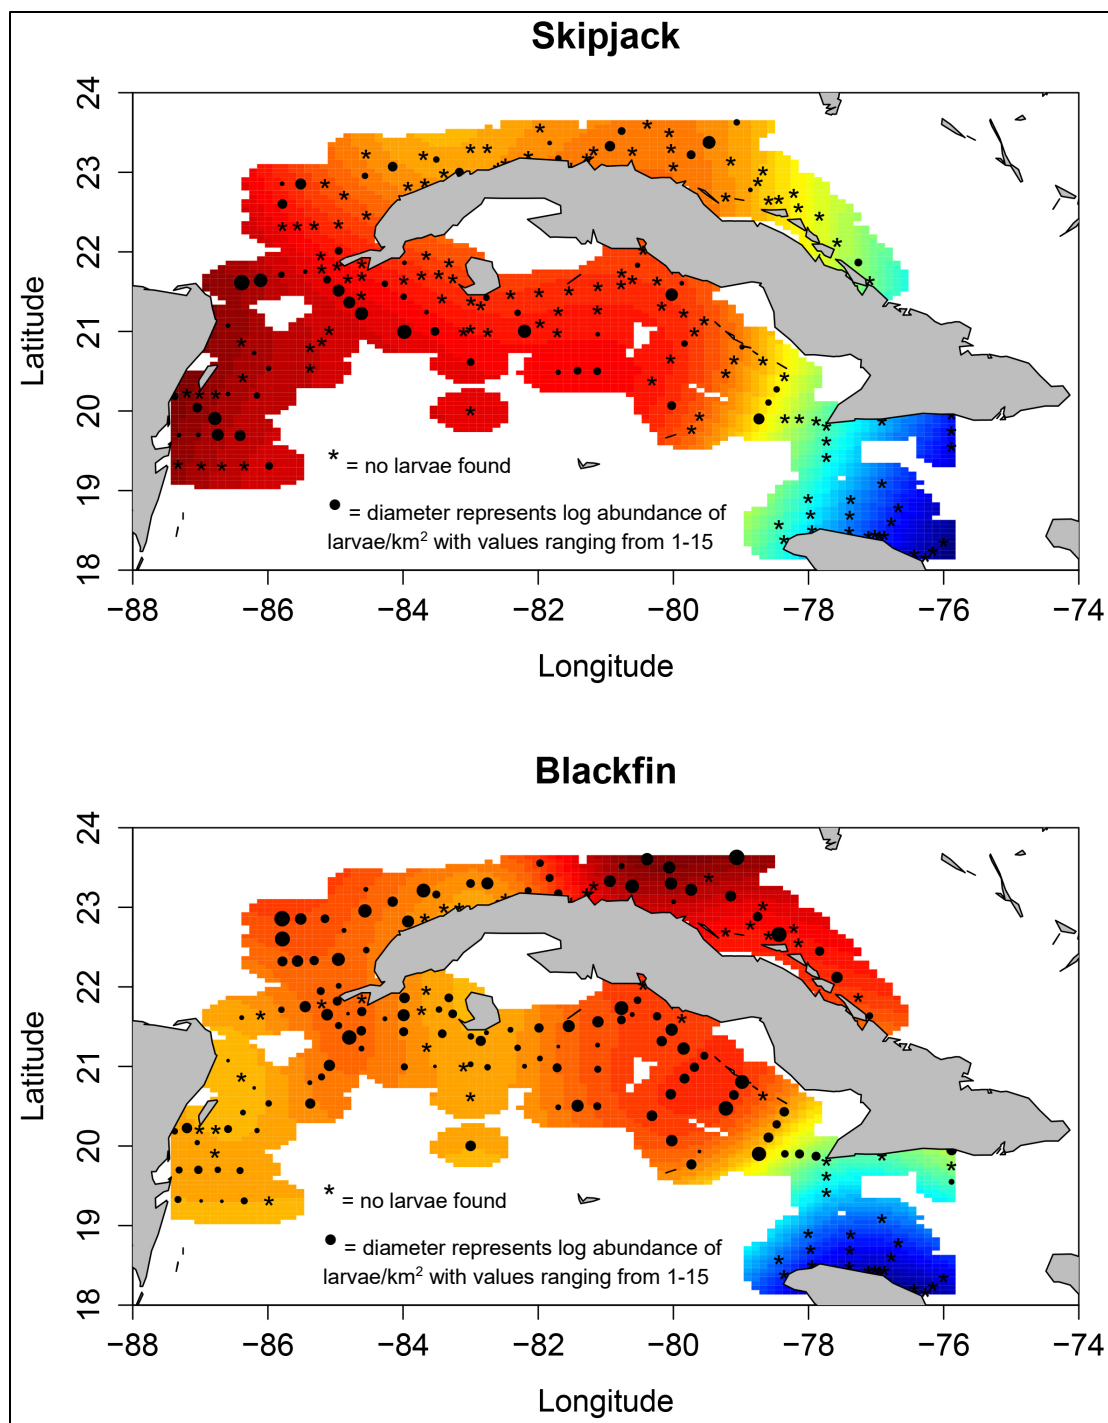 Skipjack
24
23
22
21
20
19
18
Latitude
* = no larvae found
● = diameter represents log abundance of
larvae/km² with values ranging from 1-15
−88 −86 −84 −82 −80 −78 −76 −74
Longitude
Blackfin
24
23
22
21
20
19
18
Latitude
* = no larvae found
● = diameter represents log abundance of
larvae/km² with values ranging from 1-15
−88 −86 −84 −82 −80 −78 −76 −74
Longitude